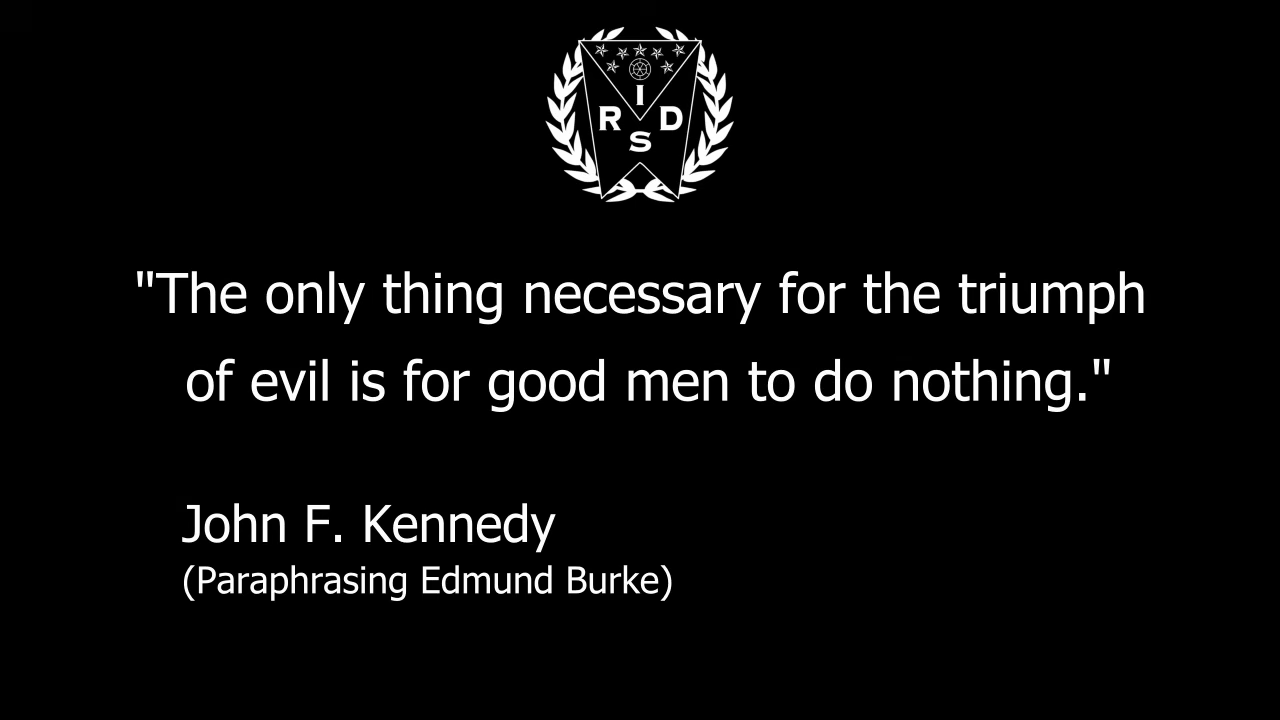 I
R D
S
"The only thing necessary for the triumph
of evil is for good men to do nothing."
John F. Kennedy
(Paraphrasing Edmund Burke)